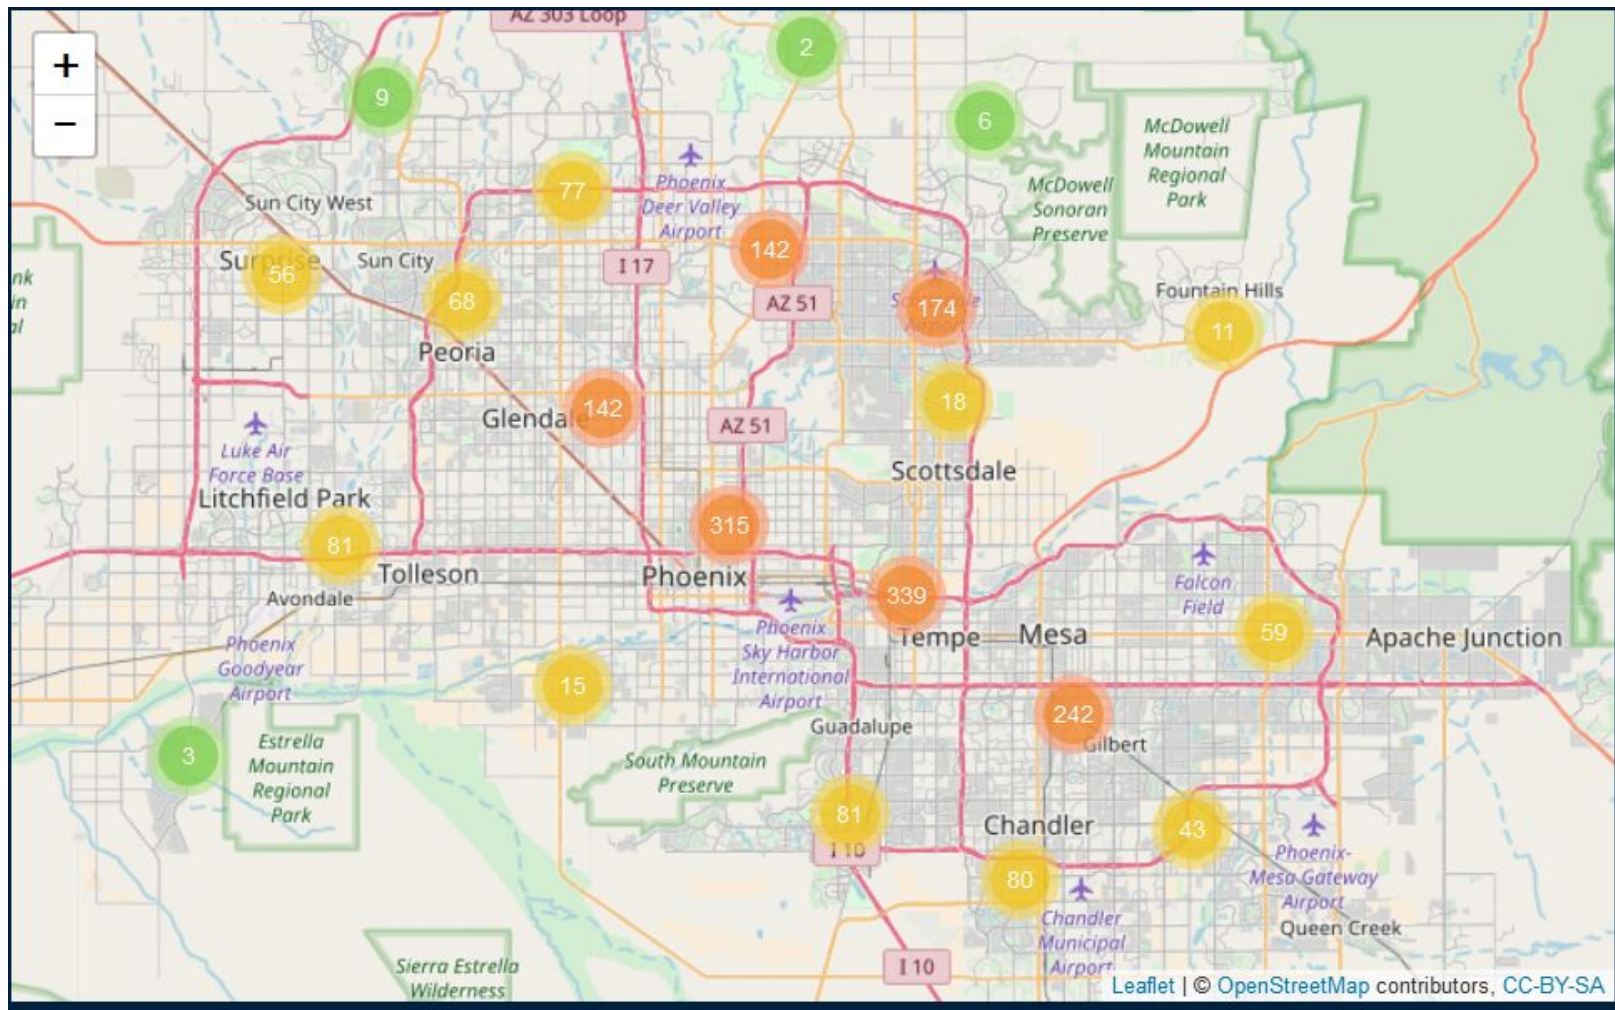 AZ 303 Loop
+
−
2
9
6
McDowell
Mountain
Regional
Park
77
Phoenix
Deer Valley
Airport
McDowell
Sonoran
Preserve
Sun City West
142
Surprise
56
Sun City
I 17
nk
in
al
68
AZ 51
174
Fountain Hills
11
Peoria
142
Glendale
18
AZ 51
Luke Air
Force Base
Scottsdale
Litchfield Park
315
81
Tolleson
Phoenix
Falcon
Field
339
Avondale
Phoenix
Goodyear
Airport
Phoenix
Sky Harbor
International
Airport
Tempe
Mesa
59
Apache Junction
15
242
Guadalupe
Gilbert
3
Estrella
Mountain
Regional
Park
South Mountain
Preserve
81
I 10
Chandler
43
Phoenix-
Mesa Gateway
Airport
80
Chandler
Municipal
Airport
Queen Creek
Sierra Estrella
Wilderness
I 10
Leaflet | © OpenStreetMap contributors, CC-BY-SA